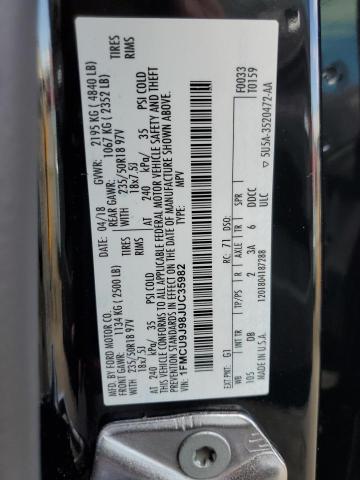 MFD. BY FORD MOTOR CO.
DATE: 04/18 GVWR: 2195 KG ( 4840 LB)
FRONT GAWR: 1134 KG ( 2500 LB) REAR GAWR: 1067 KG ( 2352 LB)
WITH 235/50R18 97V TIRES WITH 235/50R18 97V TIRES
18x7.5J RIMS 18x7.5J RIMS
AT 240 kPa/ 35 PSI COLD AT 240 kPa/ 35 PSI COLD
THIS VEHICLE CONFORMS TO ALL APPLICABLE FEDERAL MOTOR VEHICLE SAFETY, BUMPER, AND THEFT PREVENTION STANDARDS IN EFFECT ON THE DATE OF MANUFACTURE SHOWN ABOVE.
VIN: 1FMCU9J98JUC35982 F0033
TYPE: MPV T0159
EXT PNT: G1 RC: 71 DSO:
WB INT TR TP/PS R AXLE TR SPR
105 DB 2 3A 6 DDCC
MADE IN U.S.A. 1201804187288 ULC
5U5A-3520472-AA